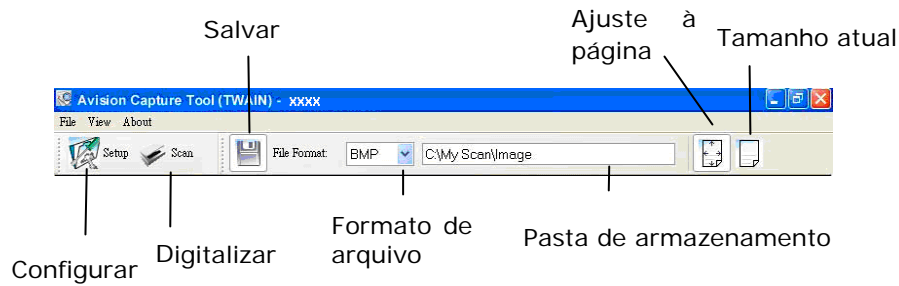 Salvar
Ajuste à
página
Tamanho atual
Avision Capture Tool (TWAIN) - xxxx
File View About
Setup Scan File Format: BMP C:\My Scan\Image
Formato de
arquivo
Pasta de armazenamento
Digitalizar
Configurar